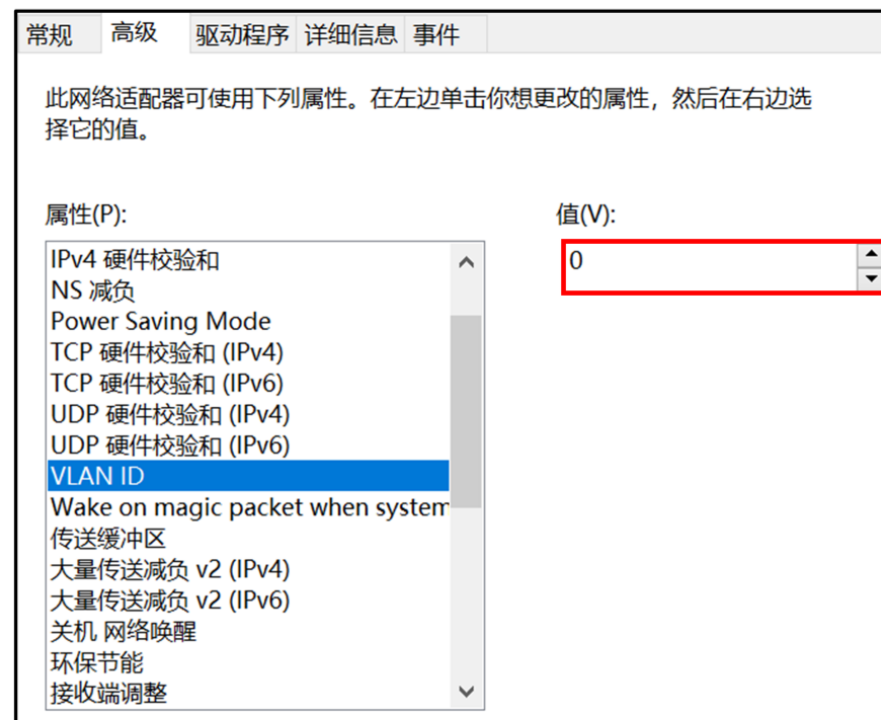 常规 高级 驱动程序 详细信息 事件
此网络适配器可使用下列属性。在左边单击你想更改的属性，然后在右边选
择它的值。
属性(P):
值(V):
IPv4 硬件校验和
0
NS 减负
Power Saving Mode
TCP 硬件校验和 (IPv4)
TCP 硬件校验和 (IPv6)
UDP 硬件校验和 (IPv4)
UDP 硬件校验和 (IPv6)
VLAN ID
Wake on magic packet when system
传送缓冲区
大量传送减负 v2 (IPv4)
大量传送减负 v2 (IPv6)
关机 网络唤醒
环保节能
接收端调整